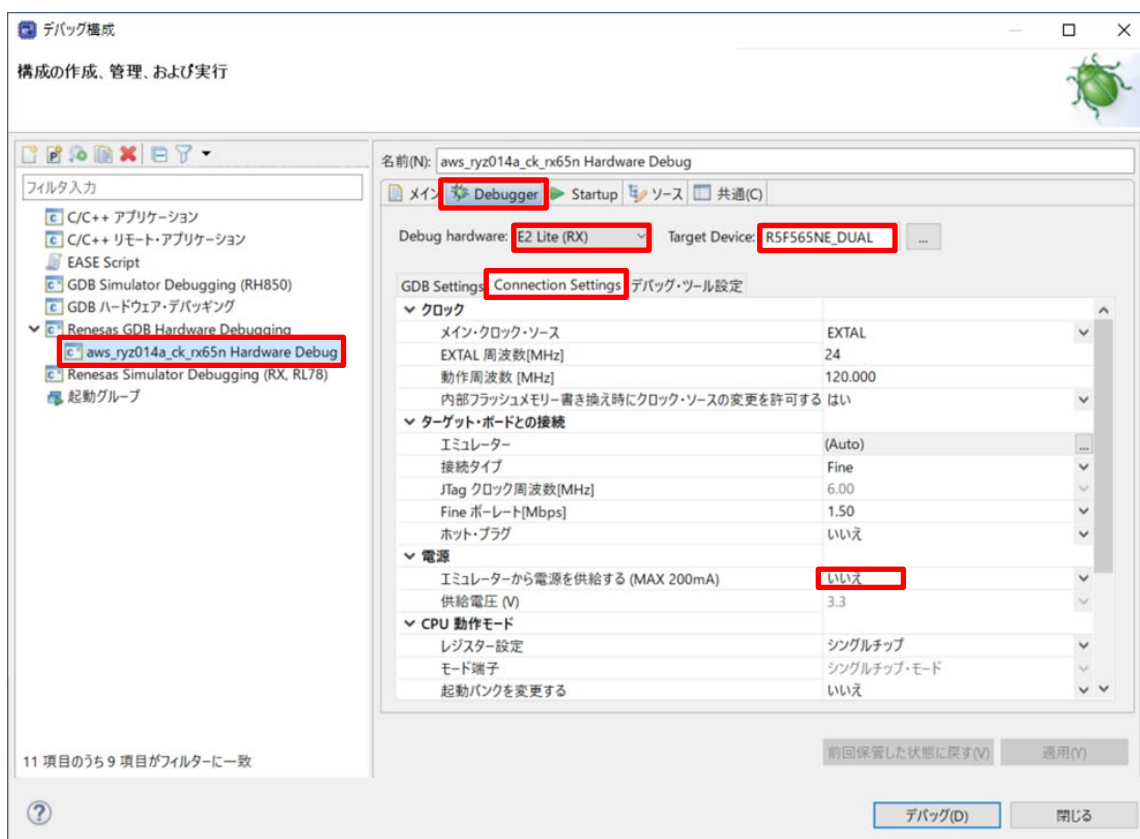 デバッグ構成
構成の作成、管理、および実行
フィルタ入力
C/C++ アプリケーション
C/C++ リモート・アプリケーション
EASE Script
GDB Simulator Debugging (RH850)
GDB ハードウェア・デバッギング
Renesas GDB Hardware Debugging
aws_ryz014a_ck_rx65n Hardware Debug
Renesas Simulator Debugging (RX, RL78)
起動グループ
11 項目のうち 9 項目がフィルターに一致
名前(N): aws_ryz014a_ck_rx65n Hardware Debug
メイン Debugger Startup ソース 共通(C)
Debug hardware: E2 Lite (RX) Target Device: R5F565NE_DUAL ...
GDB Settings Connection Settings デバッグ・ツール設定
クロック
メイン・クロック・ソース EXTAL
EXTAL 周波数[MHz] 24
動作周波数 [MHz] 120.000
内部フラッシュメモリー書き換え時にクロック・ソースの変更を許可する はい
ターゲット・ボードとの接続
エミュレーター (Auto) ...
接続タイプ Fine
JTag クロック周波数[MHz] 6.00
Fine ボーレート[Mbps] 1.50
ホット・プラグ いいえ
電源
エミュレーターから電源を供給する (MAX 200mA) いいえ
供給電圧 (V) 3.3
CPU 動作モード
レジスター設定 シングルチップ
モード端子 シングルチップ・モード
起動バンクを変更する いいえ
前回保管した状態に戻す(V) 適用(Y)
デバッグ(D) 閉じる